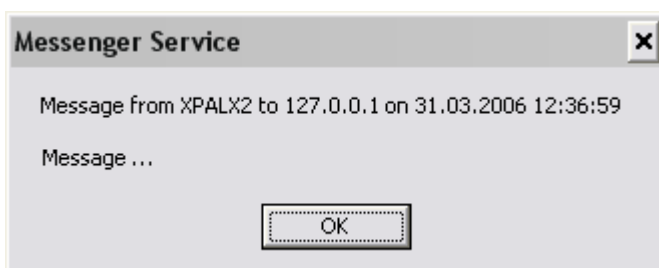 Messenger Service
Message from XPALX2 to 127.0.0.1 on 31.03.2006 12:36:59
Message ...
OK